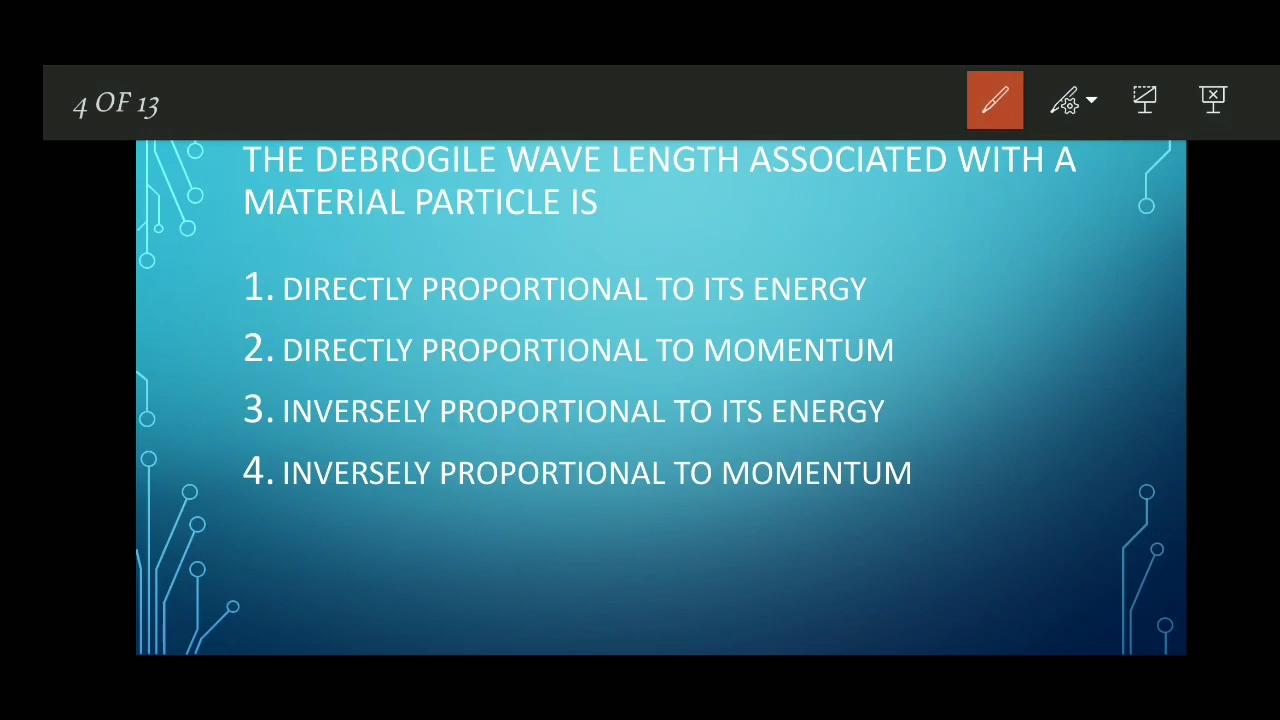 4 OF 13
THE DEBROGILE WAVE LENGTH ASSOCIATED WITH A
MATERIAL PARTICLE IS
1. DIRECTLY PROPORTIONAL TO ITS ENERGY
2. DIRECTLY PROPORTIONAL TO MOMENTUM
3. INVERSELY PROPORTIONAL TO ITS ENERGY
4. INVERSELY PROPORTIONAL TO MOMENTUM